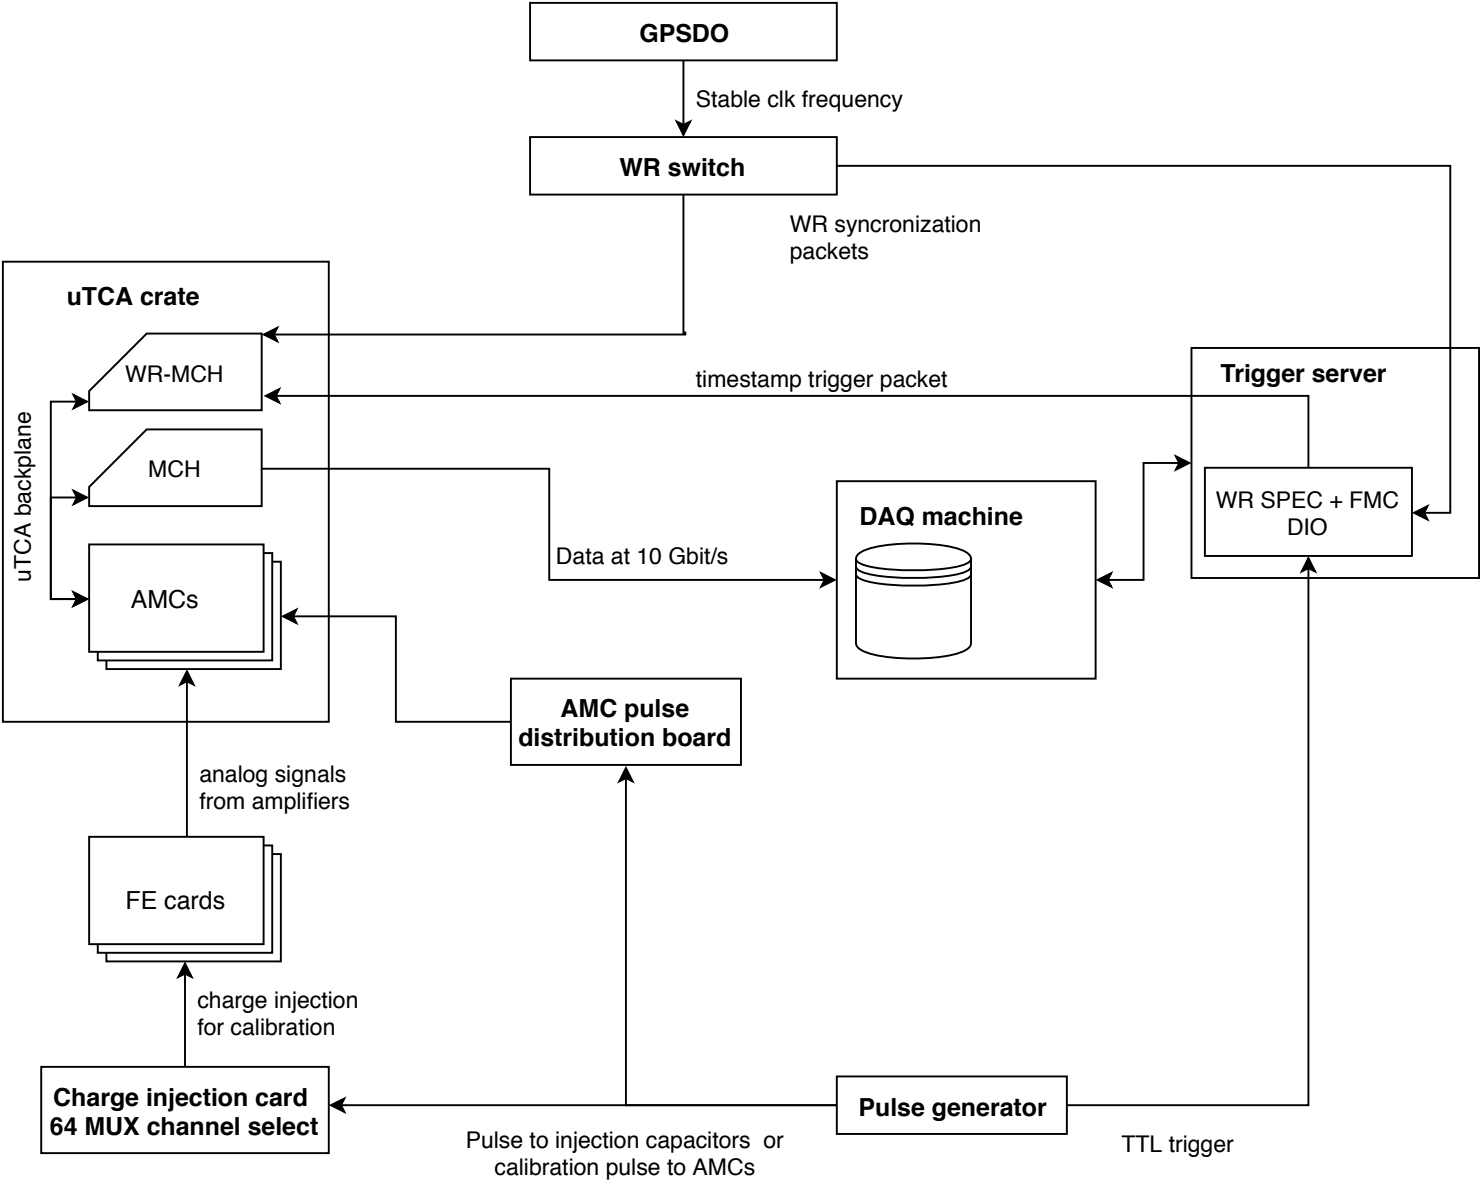 GPSDO
Stable clk frequency
WR switch
WR syncronization
packets
uTCA crate
WR-MCH
timestamp trigger packet
Trigger server
uTCA backplane
MCH
WR SPEC + FMC
DIO
DAQ machine
Data at 10 Gbit/s
AMCs
AMC pulse
distribution board
analog signals
from amplifiers
FE cards
charge injection
for calibration
Charge injection card
64 MUX channel select
Pulse generator
Pulse to injection capacitors or
calibration pulse to AMCs
TTL trigger